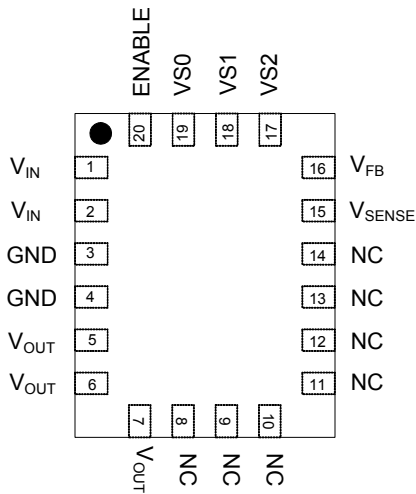 ENABLE VS0 VS1 VS2
20 19 18 17
VIN 1 16 VFB
VIN 2 15 VSENSE
GND 3 14 NC
GND 4 13 NC
VOUT 5 12 NC
VOUT 6 11 NC
7 8 9 10
VOUT NC NC NC